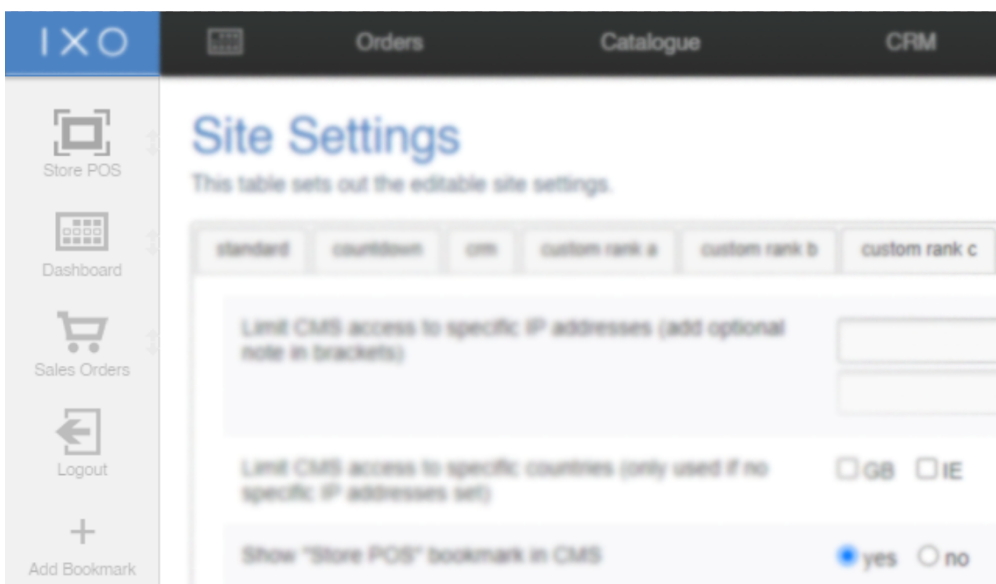 IXO
Orders
Catalogue
CRM
Store POS
Dashboard
Sales Orders
Logout
Add Bookmark
Site Settings
This table sets out the editable site settings.
standard
countdown
crm
custom rank a
custom rank b
custom rank c
Limit CMS access to specific IP addresses (add optional
note in brackets)
Limit CMS access to specific countries (only used if no
specific IP addresses set)
GB
IE
Show "Store POS" bookmark in CMS
yes
no